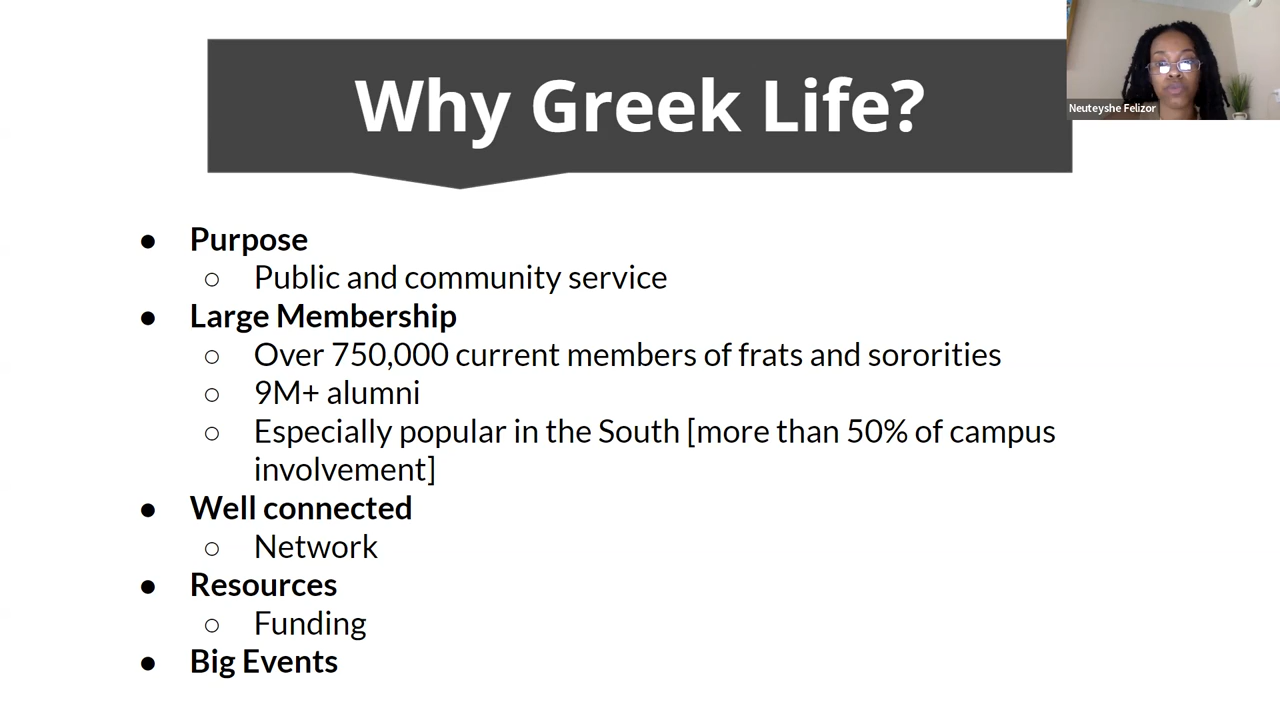 Why Greek Life?
Neuteyshe Felizor
● Purpose
○ Public and community service
● Large Membership
○ Over 750,000 current members of frats and sororities
○ 9M+ alumni
○ Especially popular in the South [more than 50% of campus
involvement]
● Well connected
○ Network
● Resources
○ Funding
● Big Events